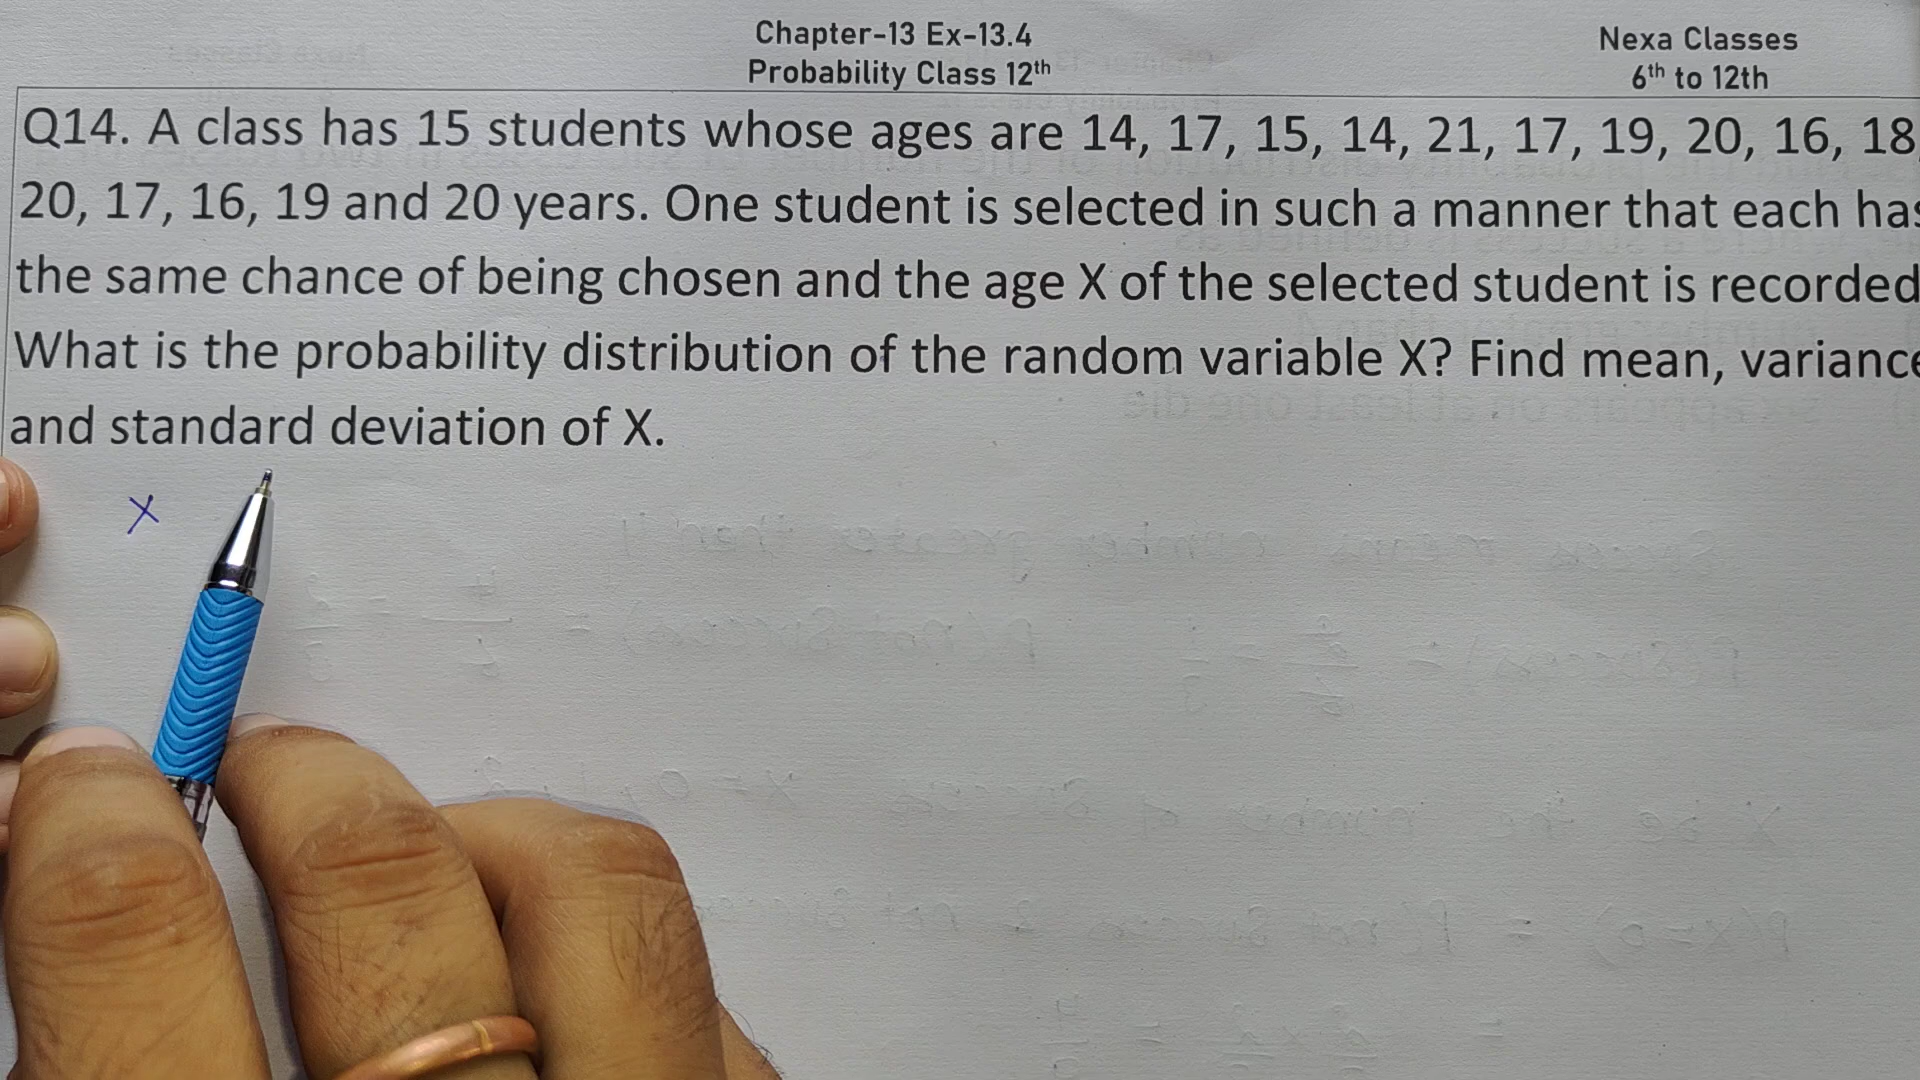 Chapter-13 Ex-13.4
Probability Class 12th
Nexa Classes
6th to 12th
Q14. A class has 15 students whose ages are 14, 17, 15, 14, 21, 17, 19, 20, 16, 18,
20, 17, 16, 19 and 20 years. One student is selected in such a manner that each has
the same chance of being chosen and the age X of the selected student is recorded
What is the probability distribution of the random variable X? Find mean, variance
and standard deviation of X.
X